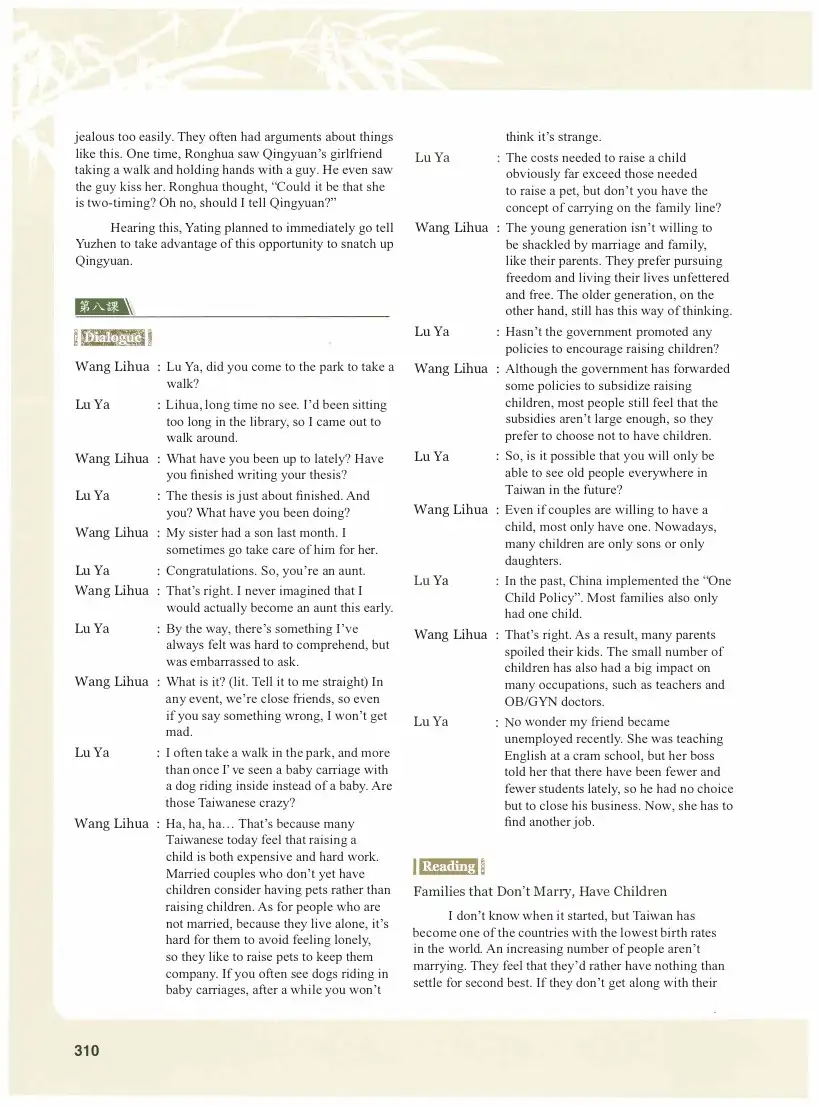 jealous too easily. They often had arguments about things
like this. One time, Ronghua saw Qingyuan's girlfriend
taking a walk and holding hands with a guy. He even saw
the guy kiss her. Ronghua thought, "Could it be that she
is two-timing? Oh no, should I tell Qingyuan?"
Hearing this, Yating planned to immediately go tell
Yuzhen to take advantage of this opportunity to snatch up
Qingyuan.
第八課
Dialogue
Wang Lihua : Lu Ya, did you come to the park to take a
walk?
Lu Ya : Lihua, long time no see. I'd been sitting
too long in the library, so I came out to
walk around.
Wang Lihua : What have you been up to lately? Have
you finished writing your thesis?
Lu Ya : The thesis is just about finished. And
you? What have you been doing?
Wang Lihua : My sister had a son last month. I
sometimes go take care of him for her.
Lu Ya : Congratulations. So, you're an aunt.
Wang Lihua : That's right. I never imagined that I
would actually become an aunt this early.
Lu Ya : By the way, there's something I've
always felt was hard to comprehend, but
was embarrassed to ask.
Wang Lihua : What is it? (lit. Tell it to me straight) In
any event, we're close friends, so even
if you say something wrong, I won't get
mad.
Lu Ya : I often take a walk in the park, and more
than once I've seen a baby carriage with
a dog riding inside instead of a baby. Are
those Taiwanese crazy?
Wang Lihua : Ha, ha, ha… That's because many
Taiwanese today feel that raising a
child is both expensive and hard work.
Married couples who don't yet have
children consider having pets rather than
raising children. As for people who are
not married, because they live alone, it's
hard for them to avoid feeling lonely,
so they like to raise pets to keep them
company. If you often see dogs riding in
baby carriages, after a while you won't
think it's strange.
Lu Ya : The costs needed to raise a child
obviously far exceed those needed
to raise a pet, but don't you have the
concept of carrying on the family line?
Wang Lihua : The young generation isn't willing to
be shackled by marriage and family,
like their parents. They prefer pursuing
freedom and living their lives unfettered
and free. The older generation, on the
other hand, still has this way of thinking.
Lu Ya : Hasn't the government promoted any
policies to encourage raising children?
Wang Lihua : Although the government has forwarded
some policies to subsidize raising
children, most people still feel that the
subsidies aren't large enough, so they
prefer to choose not to have children.
Lu Ya : So, is it possible that you will only be
able to see old people everywhere in
Taiwan in the future?
Wang Lihua : Even if couples are willing to have a
child, most only have one. Nowadays,
many children are only sons or only
daughters.
Lu Ya : In the past, China implemented the "One
Child Policy". Most families also only
had one child.
Wang Lihua : That's right. As a result, many parents
spoiled their kids. The small number of
children has also had a big impact on
many occupations, such as teachers and
OB/GYN doctors.
Lu Ya : No wonder my friend became
unemployed recently. She was teaching
English at a cram school, but her boss
told her that there have been fewer and
fewer students lately, so he had no choice
but to close his business. Now, she has to
find another job.
Reading
Families that Don't Marry, Have Children
I don't know when it started, but Taiwan has
become one of the countries with the lowest birth rates
in the world. An increasing number of people aren't
marrying. They feel that they'd rather have nothing than
settle for second best. If they don't get along with their
310